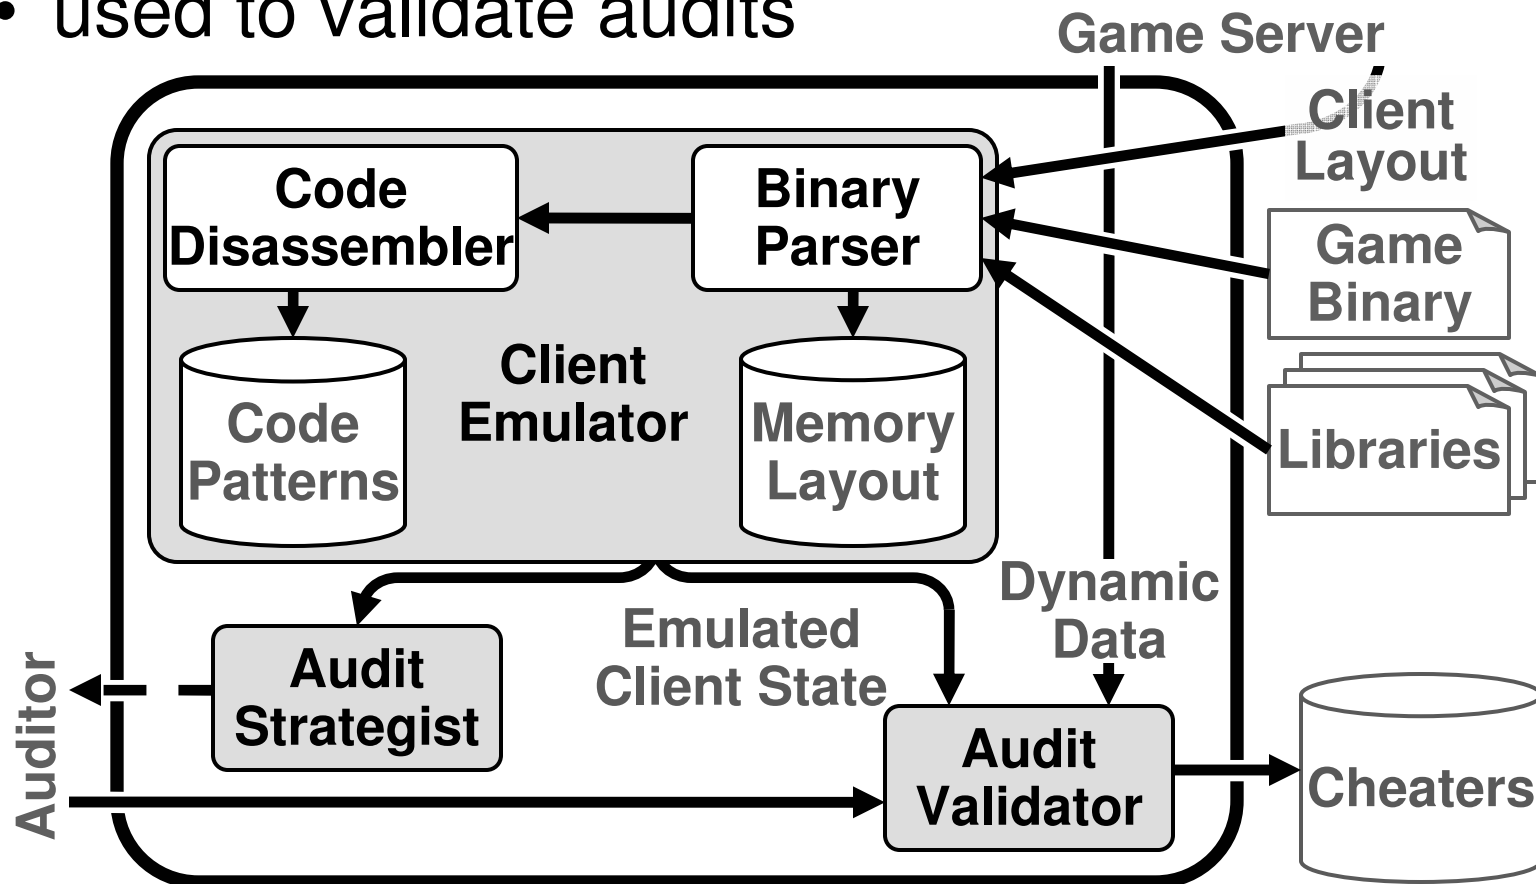 • used to validate audits
Game Server
Client
Layout
Code
Disassembler
Binary
Parser
Game
Binary
Client
Emulator
Code
Patterns
Memory
Layout
Libraries
Dynamic
Data
Emulated
Client State
Auditor
Audit
Strategist
Audit
Validator
Cheaters